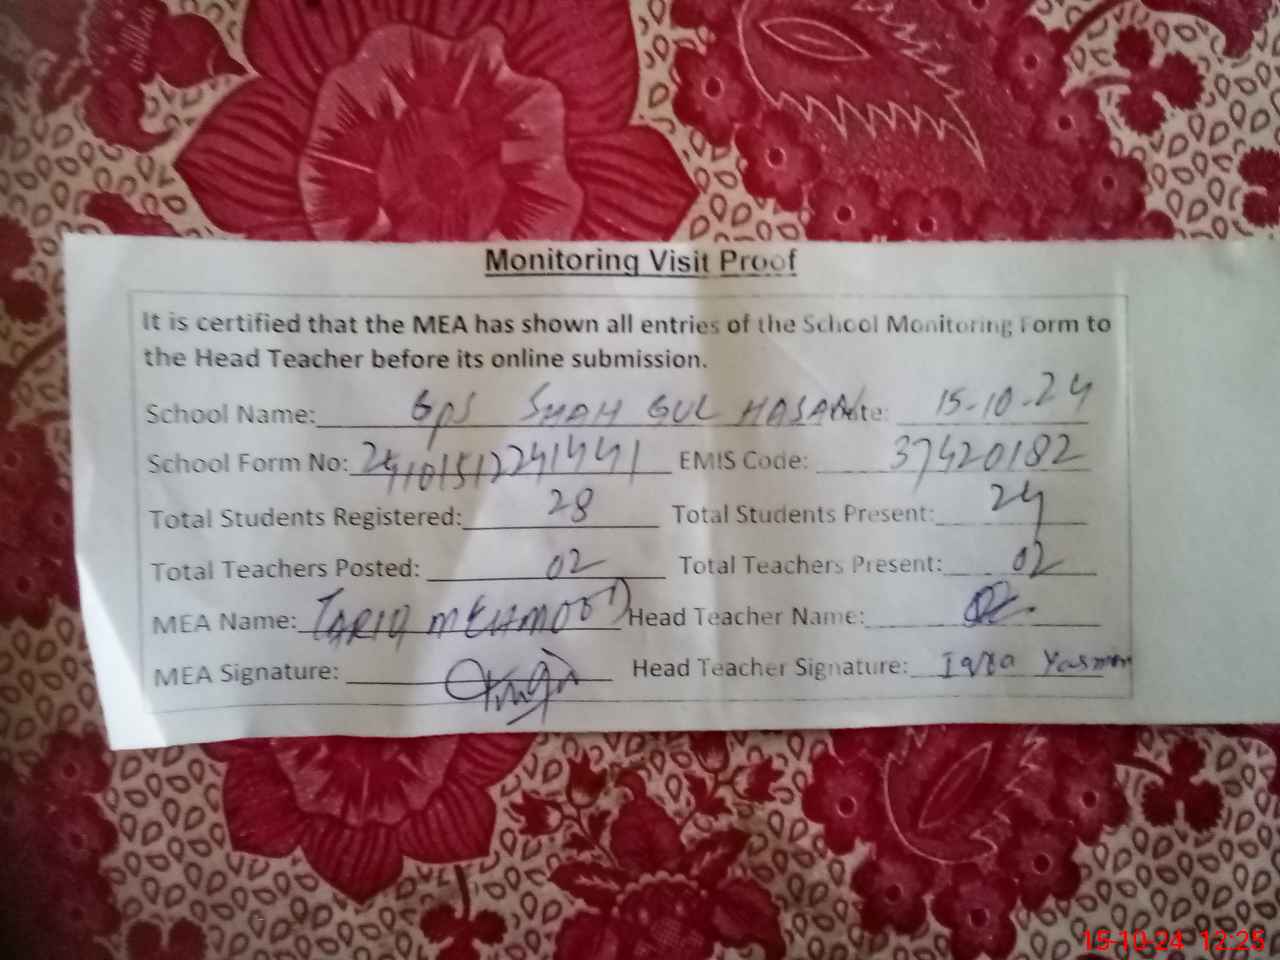 Monitoring Visit Proof
It is certified that the MEA has shown all entries of the School Monitoring Form to
the Head Teacher before its online submission.
School Name: GPS SHAH GUL HASAN Date: 15-10-24
School Form No: EMIS Code: 37420182
Total Students Registered: 28 Total Students Present: 24
Total Teachers Posted: 02 Total Teachers Present: 02
MEA Name: TARIQ MEHMOOD Head Teacher Name:
MEA Signature: Head Teacher Signature: Iqra Yasmen
15-10-24 12:25